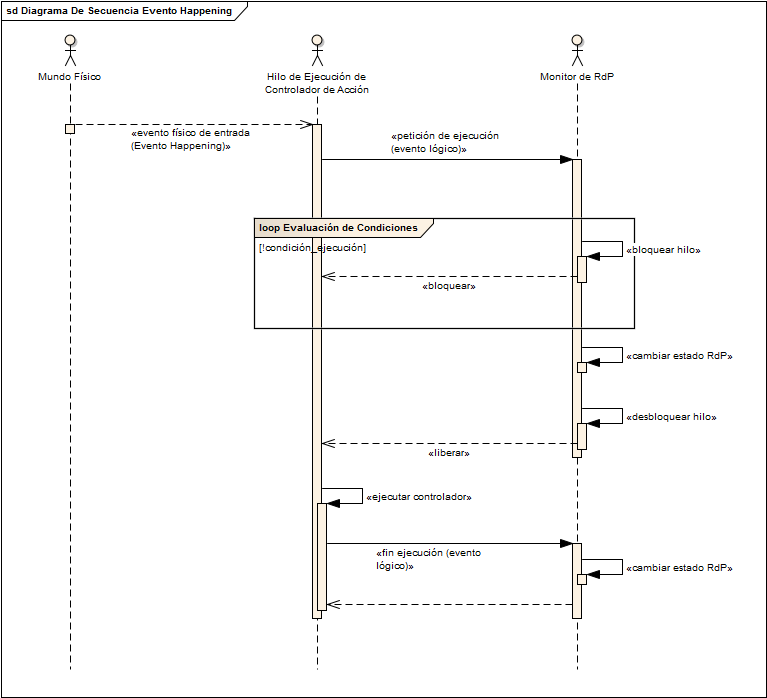 sd Diagrama De Secuencia Evento Happening
Mundo Físico
Hilo de Ejecución de
Controlador de Acción
Monitor de RdP
«evento físico de entrada
(Evento Happening)»
«petición de ejecución
(evento lógico)»
loop Evaluación de Condiciones
[!condición_ejecución]
«bloquear hilo»
«bloquear»
«cambiar estado RdP»
«desbloquear hilo»
«liberar»
«ejecutar controlador»
«fin ejecución (evento
lógico)»
«cambiar estado RdP»